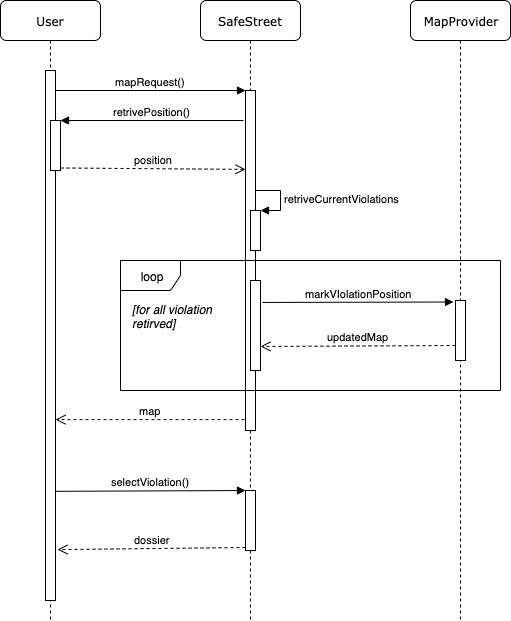 User
SafeStreet
MapProvider
mapRequest()
retrivePosition()
position
retriveCurrentViolations
loop
[for all violation
retirved]
markVIolationPosition
updatedMap
map
selectViolation()
dossier